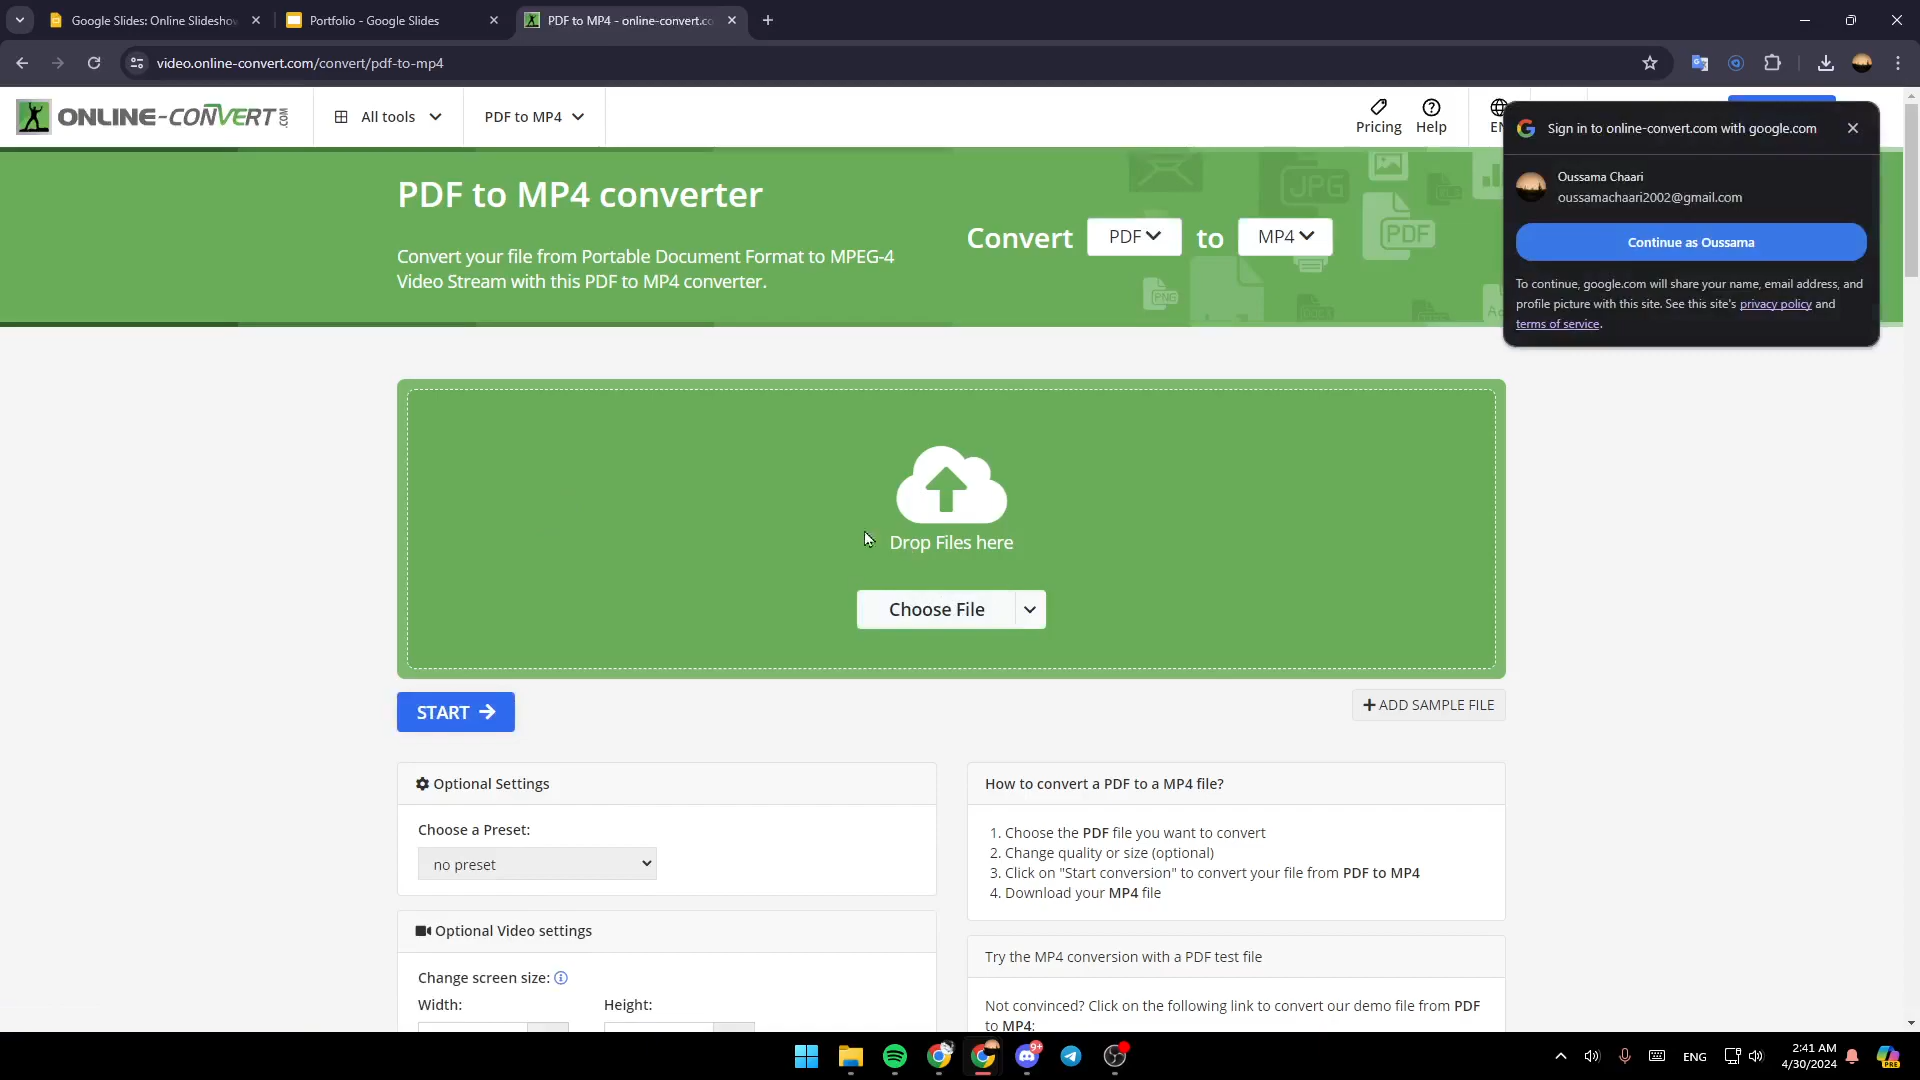 Google Slides: Online Slideshow
Portfolio - Google Slides
PDF to MP4 - online-convert.co
video.online-convert.com/convert/pdf-to-mp4
ONLINE-CONVERT.COM
All tools
PDF to MP4
Pricing
Help
EN
Sign in to online-convert.com with google.com
Oussama Chaari
oussamachaari2002@gmail.com
Continue as Oussama
To continue, google.com will share your name, email address, and
profile picture with this site. See this site's privacy policy and
terms of service.
PDF to MP4 converter
Convert your file from Portable Document Format to MPEG-4
Video Stream with this PDF to MP4 converter.
Convert PDF to MP4
JPG
PDF
PNG
Drop Files here
Choose File
START
ADD SAMPLE FILE
Optional Settings
Choose a Preset:
no preset
Optional Video settings
Change screen size:
Width:
Height:
How to convert a PDF to a MP4 file?
1. Choose the PDF file you want to convert
2. Change quality or size (optional)
3. Click on "Start conversion" to convert your file from PDF to MP4
4. Download your MP4 file
Try the MP4 conversion with a PDF test file
Not convinced? Click on the following link to convert our demo file from PDF
to MP4:
9+
ENG
2:41 AM
4/30/2024
PRE